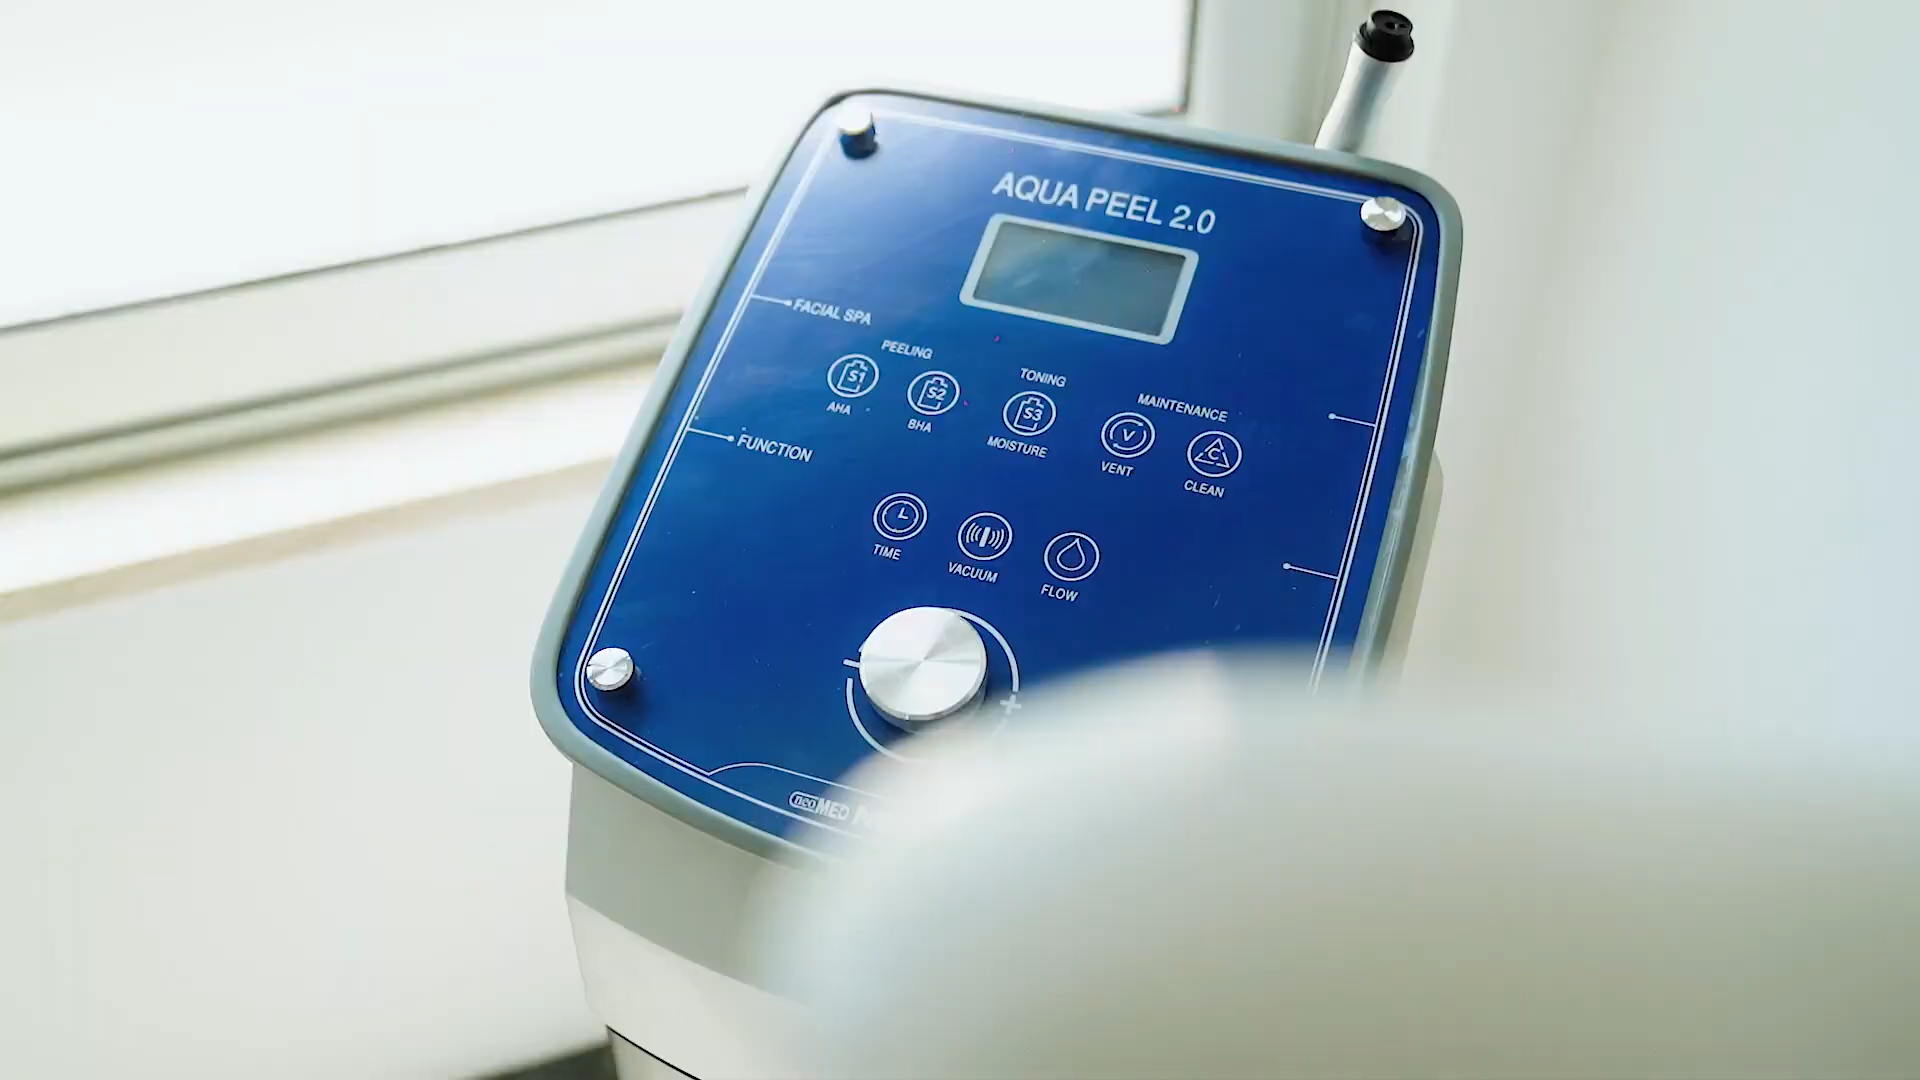 AQUA PEEL 2.0
FACIAL SPA
PEELING
TONING
MAINTENANCE
S1
S2
S3
V
C
AHA
BHA
MOISTURE
VENT
CLEAN
FUNCTION
TIME
VACUUM
FLOW
- +
neoMED